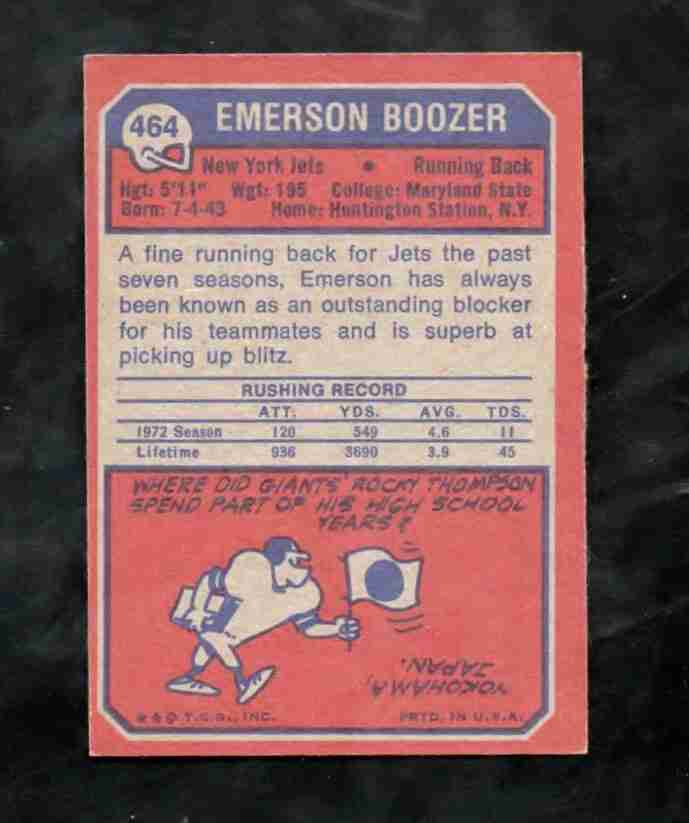 464 EMERSON BOOZER
New York Jets • Running Back
Hgt: 5'11" Wgt: 195 College: Maryland State
Born: 7-4-43 Home: Huntington Station, N.Y.
A fine running back for Jets the past
seven seasons, Emerson has always
been known as an outstanding blocker
for his teammates and is superb at
picking up blitz.
RUSHING RECORD
ATT. YDS. AVG. TDS.
1972 Season 120 549 4.6 11
Lifetime 936 3690 3.9 45
WHERE DID GIANTS' ROCKY THOMPSON
SPEND PART OF HIS HIGH SCHOOL
YEARS?
YOKOHAMA,
JAPAN.
© T.C.G., INC. PRTD. IN U.S.A.